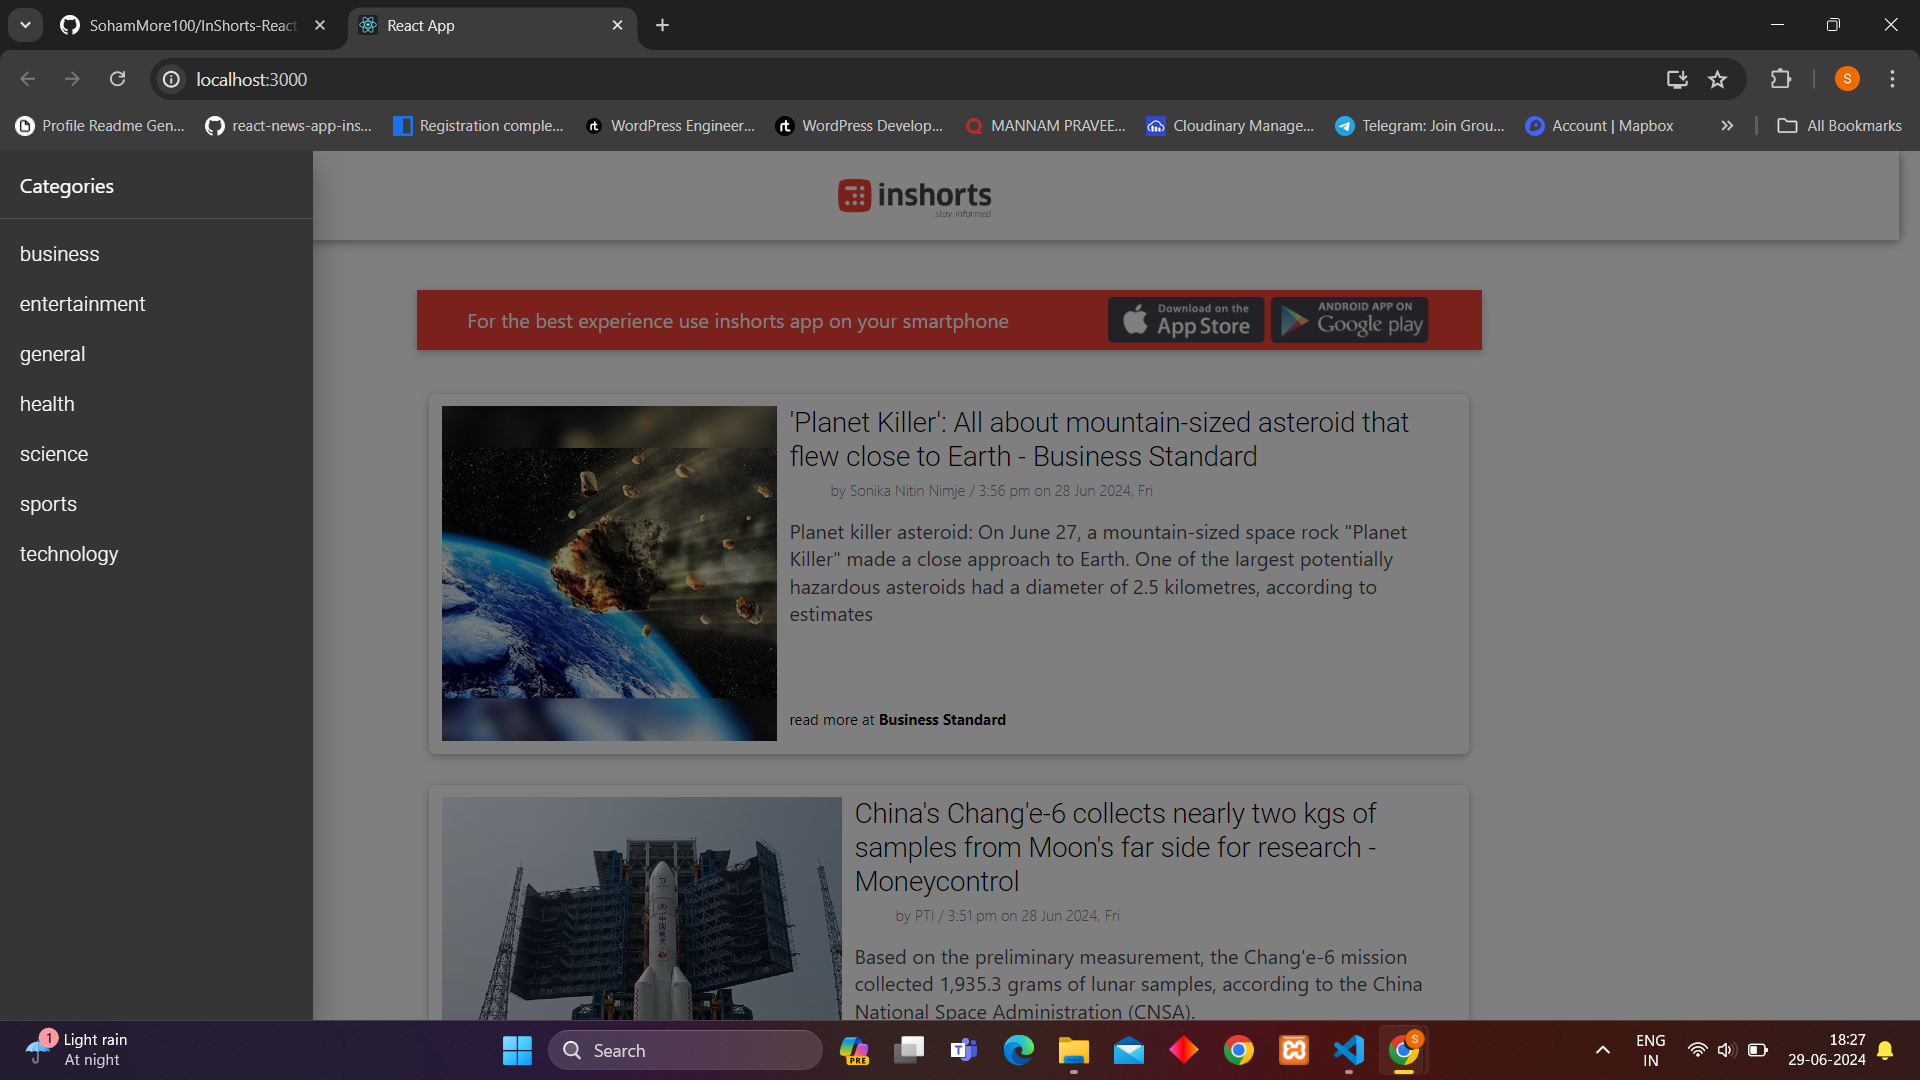 SohamMore100/InShorts-React
React App
localhost:3000
S
Profile Readme Gen...
react-news-app-ins...
Registration comple...
WordPress Engineer...
WordPress Develop...
MANNAM PRAVEE...
Cloudinary Manage...
Telegram: Join Grou...
Account | Mapbox
All Bookmarks
Categories
business
entertainment
general
health
science
sports
technology
inshorts
stay informed
For the best experience use inshorts app on your smartphone
Download on the
App Store
ANDROID APP ON
Google play
'Planet Killer': All about mountain-sized asteroid that
flew close to Earth - Business Standard
by Sonika Nitin Nimje / 3:56 pm on 28 Jun 2024, Fri
Planet killer asteroid: On June 27, a mountain-sized space rock "Planet
Killer" made a close approach to Earth. One of the largest potentially
hazardous asteroids had a diameter of 2.5 kilometres, according to
estimates
read more at Business Standard
China's Chang'e-6 collects nearly two kgs of
samples from Moon's far side for research -
Moneycontrol
by PTI / 3:51 pm on 28 Jun 2024, Fri
Based on the preliminary measurement, the Chang'e-6 mission
collected 1,935.3 grams of lunar samples, according to the China
National Space Administration (CNSA).
中国航天
1
Light rain
At night
Search
PRE
S
ENG
IN
18:27
29-06-2024